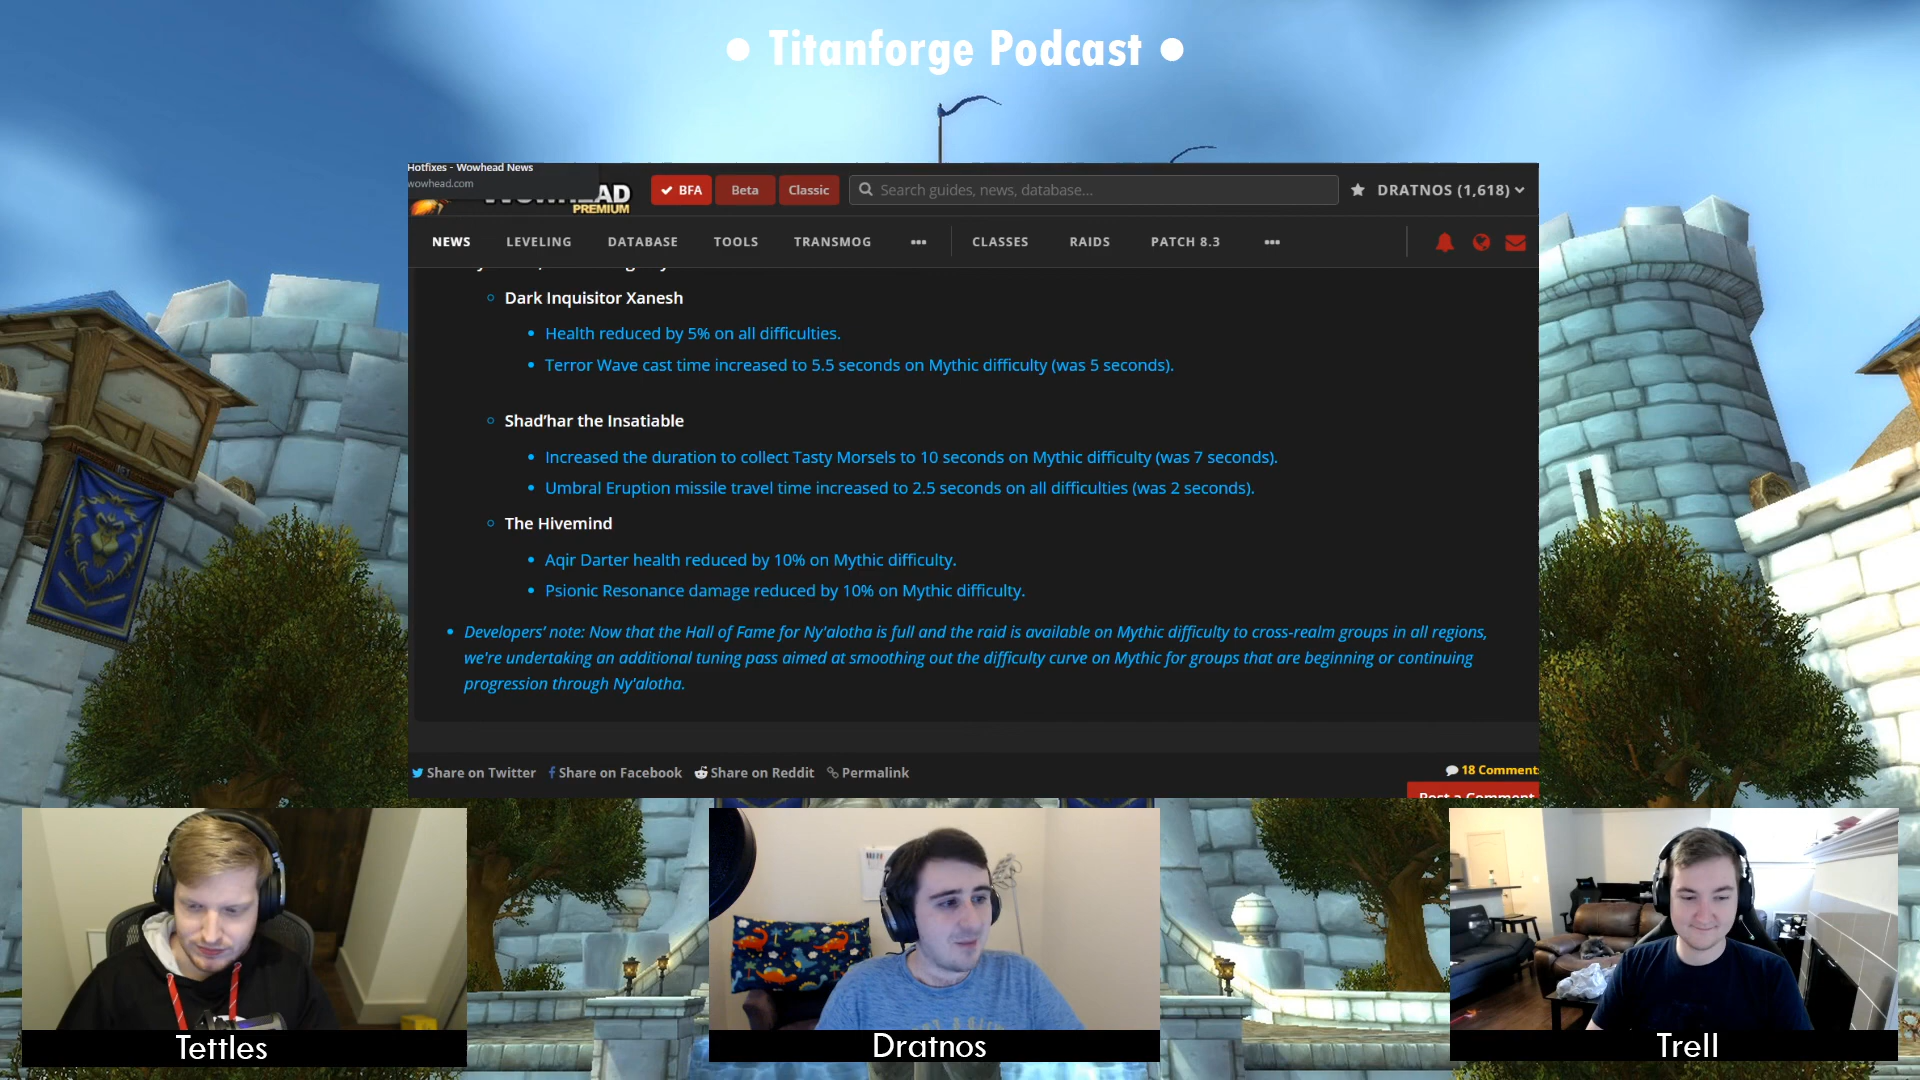 • Titanforge Podcast •
Hotfixes - Wowhead News
wowhead.com
WOWHEAD
PREMIUM
BFA
Beta
Classic
Search guides, news, database...
DRATNOS (1,618)
NEWS
LEVELING
DATABASE
TOOLS
TRANSMOG
•••
CLASSES
RAIDS
PATCH 8.3
•••
Dark Inquisitor Xanesh
Health reduced by 5% on all difficulties.
Terror Wave cast time increased to 5.5 seconds on Mythic difficulty (was 5 seconds).
Shad'har the Insatiable
Increased the duration to collect Tasty Morsels to 10 seconds on Mythic difficulty (was 7 seconds).
Umbral Eruption missile travel time increased to 2.5 seconds on all difficulties (was 2 seconds).
The Hivemind
Aqir Darter health reduced by 10% on Mythic difficulty.
Psionic Resonance damage reduced by 10% on Mythic difficulty.
Developers' note: Now that the Hall of Fame for Ny'alotha is full and the raid is available on Mythic difficulty to cross-realm groups in all regions,
we're undertaking an additional tuning pass aimed at smoothing out the difficulty curve on Mythic for groups that are beginning or continuing
progression through Ny'alotha.
Share on Twitter
Share on Facebook
Share on Reddit
Permalink
18 Comments
Post a Comment
Tettles
Dratnos
Trell